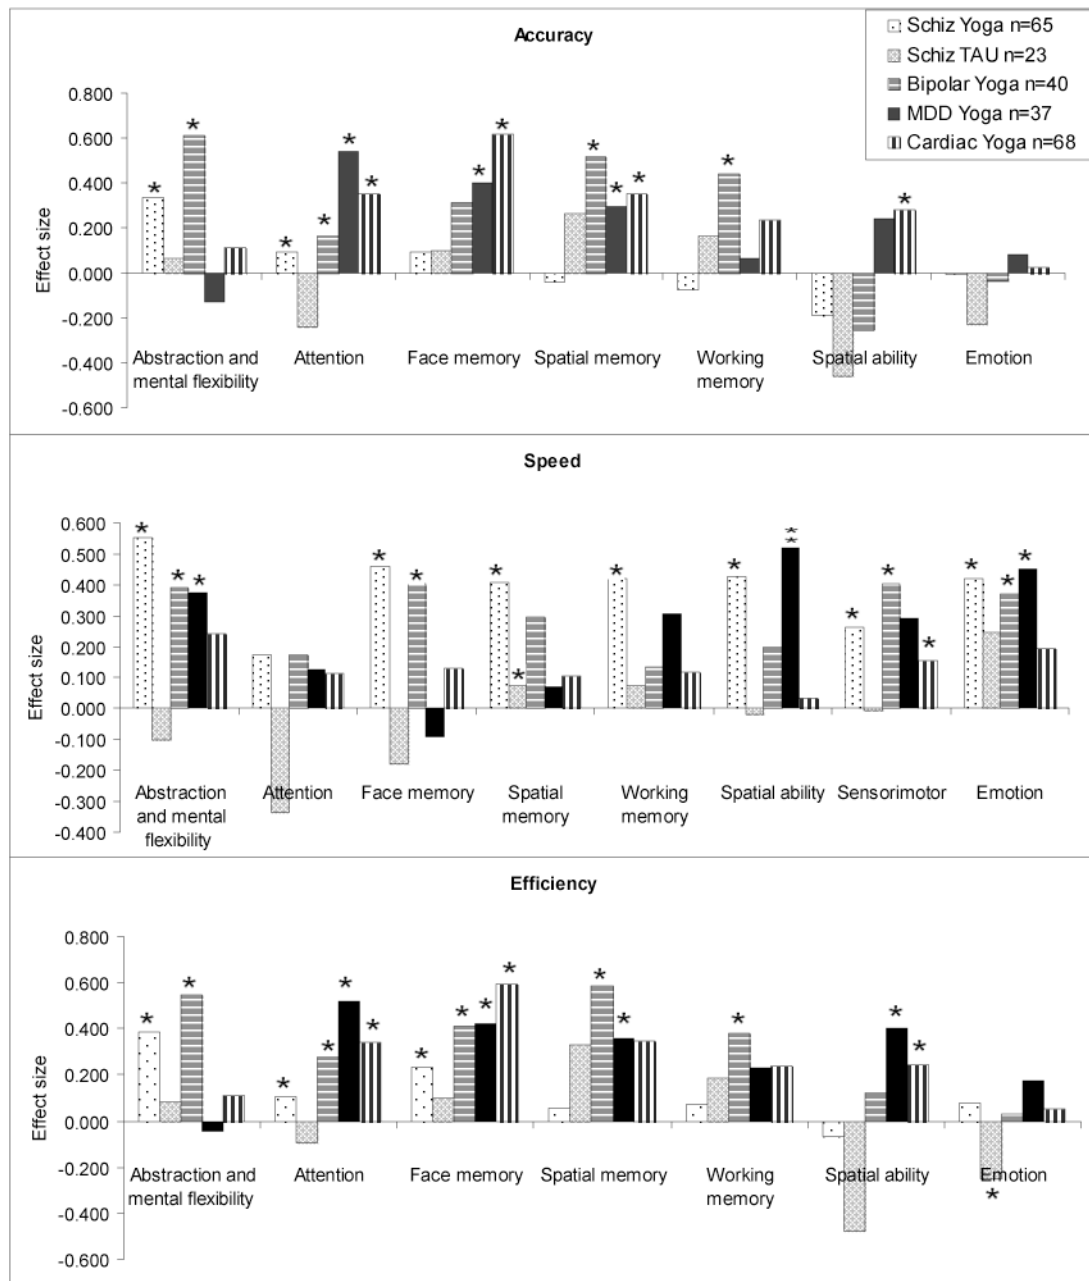 Accuracy
Schiz Yoga n=65
Schiz TAU n=23
Bipolar Yoga n=40
MDD Yoga n=37
Cardiac Yoga n=68
Effect size
0.800
0.600
0.400
0.200
0.000
-0.200
-0.400
-0.600
* * * * * * * * * * * * *
Abstraction and
mental flexibility
Attention
Face memory
Spatial memory
Working
memory
Spatial ability
Emotion
Speed
Effect size
0.600
0.500
0.400
0.300
0.200
0.100
0.000
-0.100
-0.200
-0.300
-0.400
* * * * * * * * * * * * * * * * *
Abstraction
and mental
flexibility
Attention
Face memory
Spatial
memory
Working
memory
Spatial ability
Sensorimotor
Emotion
Efficiency
Effect size
0.800
0.600
0.400
0.200
0.000
-0.200
-0.400
-0.600
* * * * * * * * * * * * * * * * *
Abstraction and
mental flexibility
Attention
Face memory
Spatial memory
Working
memory
Spatial ability
Emotion